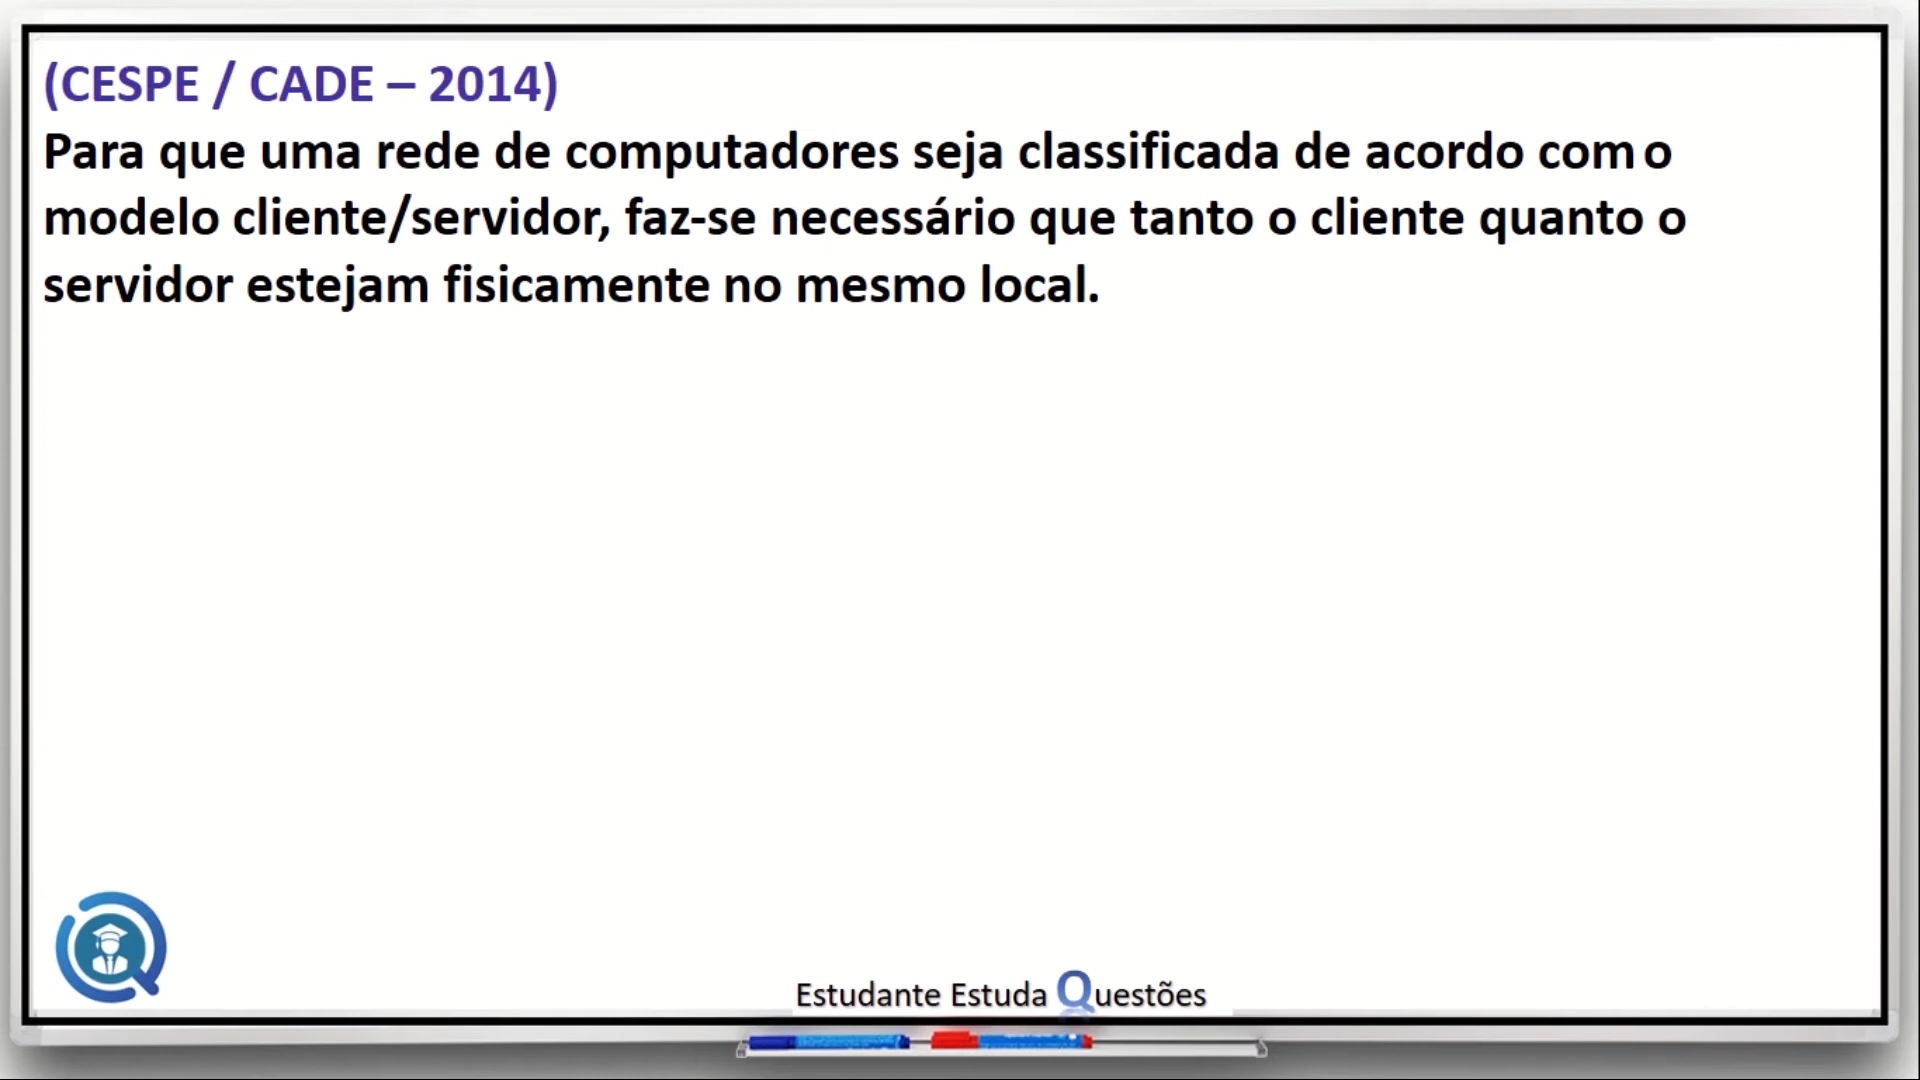 (CESPE / CADE – 2014)
Para que uma rede de computadores seja classificada de acordo com o
modelo cliente/servidor, faz-se necessário que tanto o cliente quanto o
servidor estejam fisicamente no mesmo local.
Estudante Estuda Questões